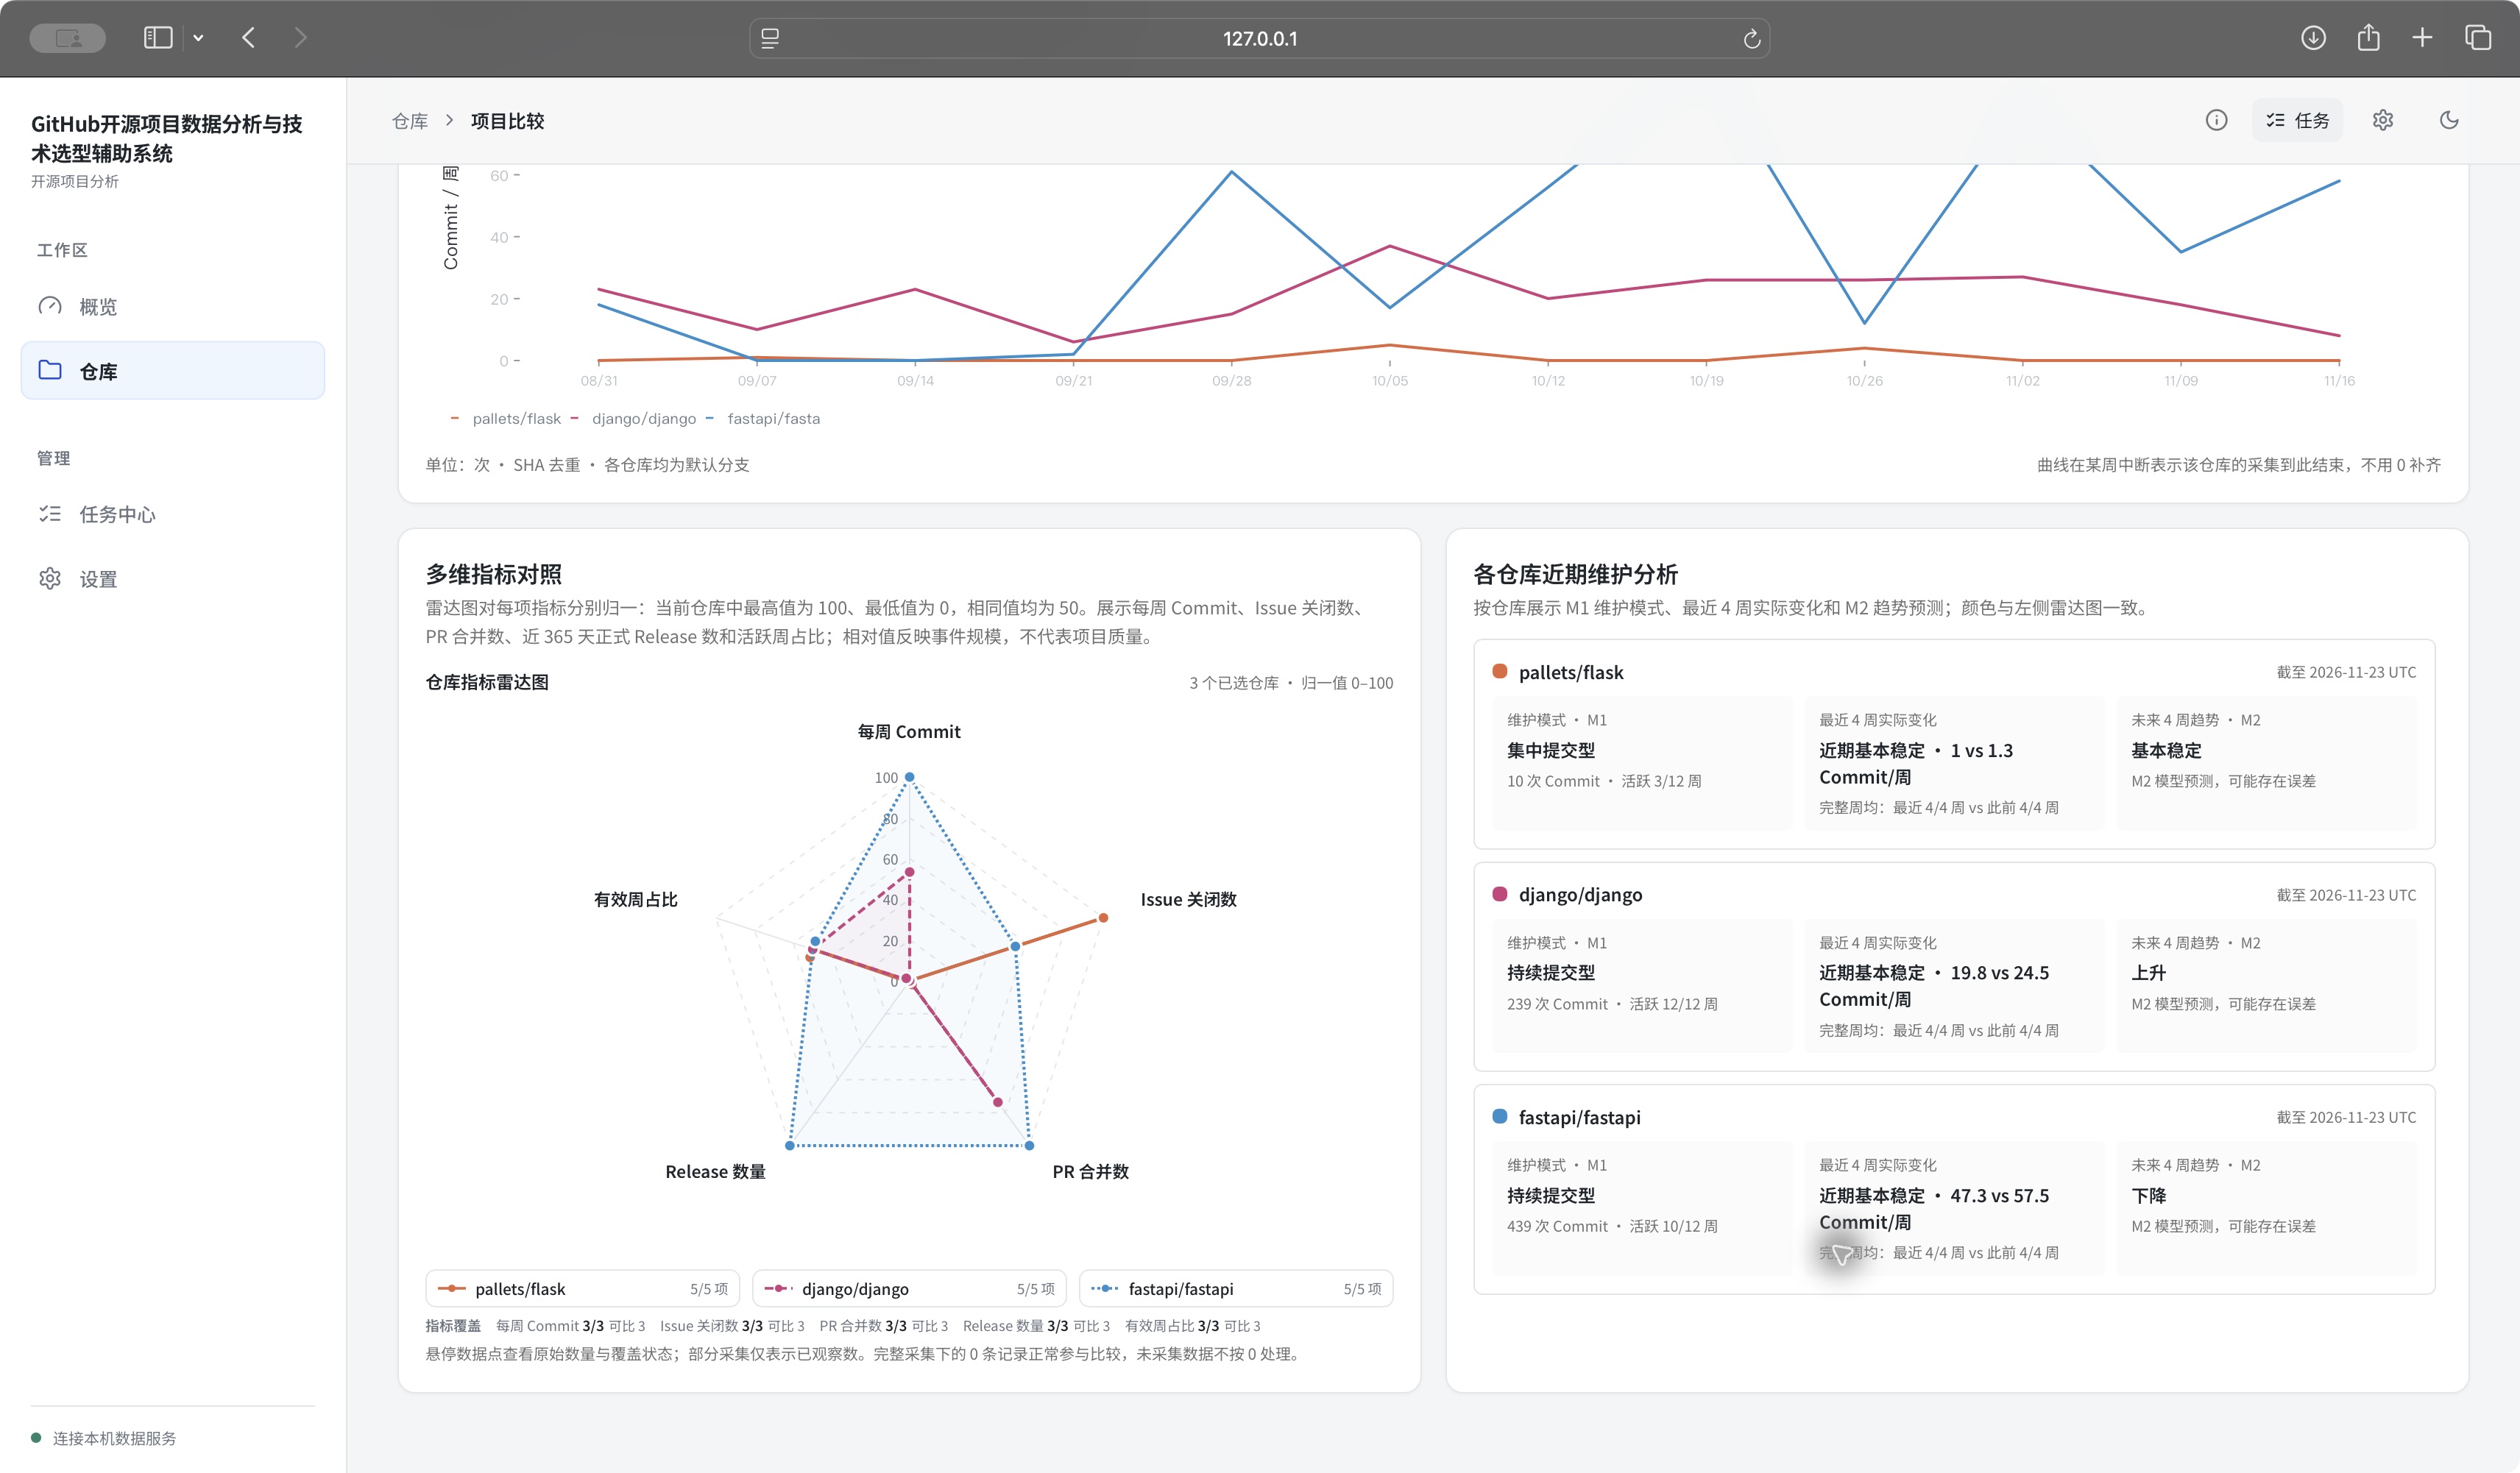 127.0.0.1
GitHub开源项目数据分析与技
术选型辅助系统
开源项目分析
工作区
概览
仓库
管理
任务中心
设置
连接本机数据服务
仓库 > 项目比较
任务
Commit / 周
60
40
20
0
08/31 09/07 09/14 09/21 09/28 10/05 10/12 10/19 10/26 11/02 11/09 11/16
pallets/flask django/django fastapi/fasta
单位：次 · SHA 去重 · 各仓库均为默认分支
曲线在某周中断表示该仓库的采集到此结束，不用 0 补齐
多维指标对照
雷达图对每项指标分别归一：当前仓库中最高值为 100、最低值为 0，相同值均为 50。展示每周 Commit、Issue 关闭数、
PR 合并数、近 365 天正式 Release 数和活跃周占比；相对值反映事件规模，不代表项目质量。
仓库指标雷达图
3 个已选仓库 · 归一值 0–100
每周 Commit
100
80
60
40
20
0
有效周占比
Issue 关闭数
Release 数量
PR 合并数
pallets/flask 5/5 项
django/django 5/5 项
fastapi/fastapi 5/5 项
指标覆盖 每周 Commit 3/3 可比 3 Issue 关闭数 3/3 可比 3 PR 合并数 3/3 可比 3 Release 数量 3/3 可比 3 有效周占比 3/3 可比 3
悬停数据点查看原始数量与覆盖状态；部分采集仅表示已观察数。完整采集下的 0 条记录正常参与比较，未采集数据不按 0 处理。
各仓库近期维护分析
按仓库展示 M1 维护模式、最近 4 周实际变化和 M2 趋势预测；颜色与左侧雷达图一致。
pallets/flask
截至 2026-11-23 UTC
维护模式 · M1
集中提交型
10 次 Commit · 活跃 3/12 周
最近 4 周实际变化
近期基本稳定 · 1 vs 1.3
Commit/周
完整周均：最近 4/4 周 vs 此前 4/4 周
未来 4 周趋势 · M2
基本稳定
M2 模型预测，可能存在误差
django/django
截至 2026-11-23 UTC
维护模式 · M1
持续提交型
239 次 Commit · 活跃 12/12 周
最近 4 周实际变化
近期基本稳定 · 19.8 vs 24.5
Commit/周
完整周均：最近 4/4 周 vs 此前 4/4 周
未来 4 周趋势 · M2
上升
M2 模型预测，可能存在误差
fastapi/fastapi
截至 2026-11-23 UTC
维护模式 · M1
持续提交型
439 次 Commit · 活跃 10/12 周
最近 4 周实际变化
近期基本稳定 · 47.3 vs 57.5
Commit/周
完整周均：最近 4/4 周 vs 此前 4/4 周
未来 4 周趋势 · M2
下降
M2 模型预测，可能存在误差